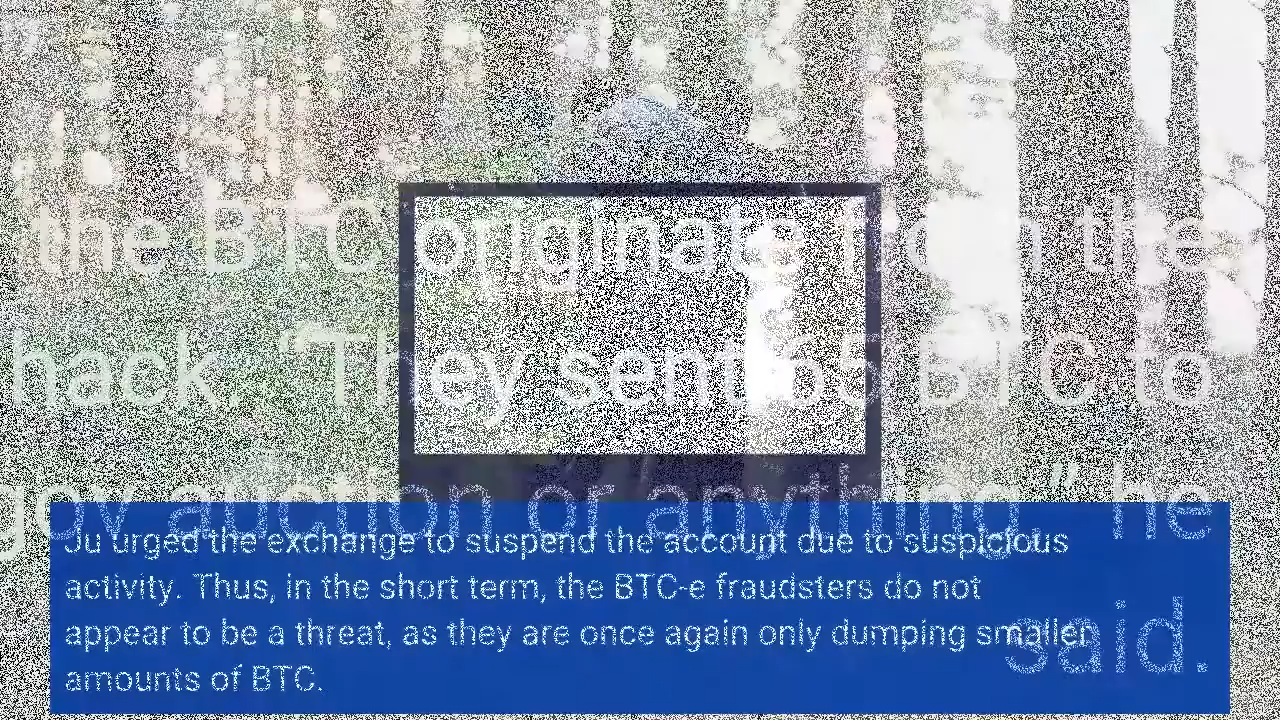 the BTC originate from the
hack. "They sent 65 BTC to
gov auction or anything," he
said.
Ju urged the exchange to suspend the account due to suspicious
activity. Thus, in the short term, the BTC-e fraudsters do not
appear to be a threat, as they are once again only dumping smaller
amounts of BTC.